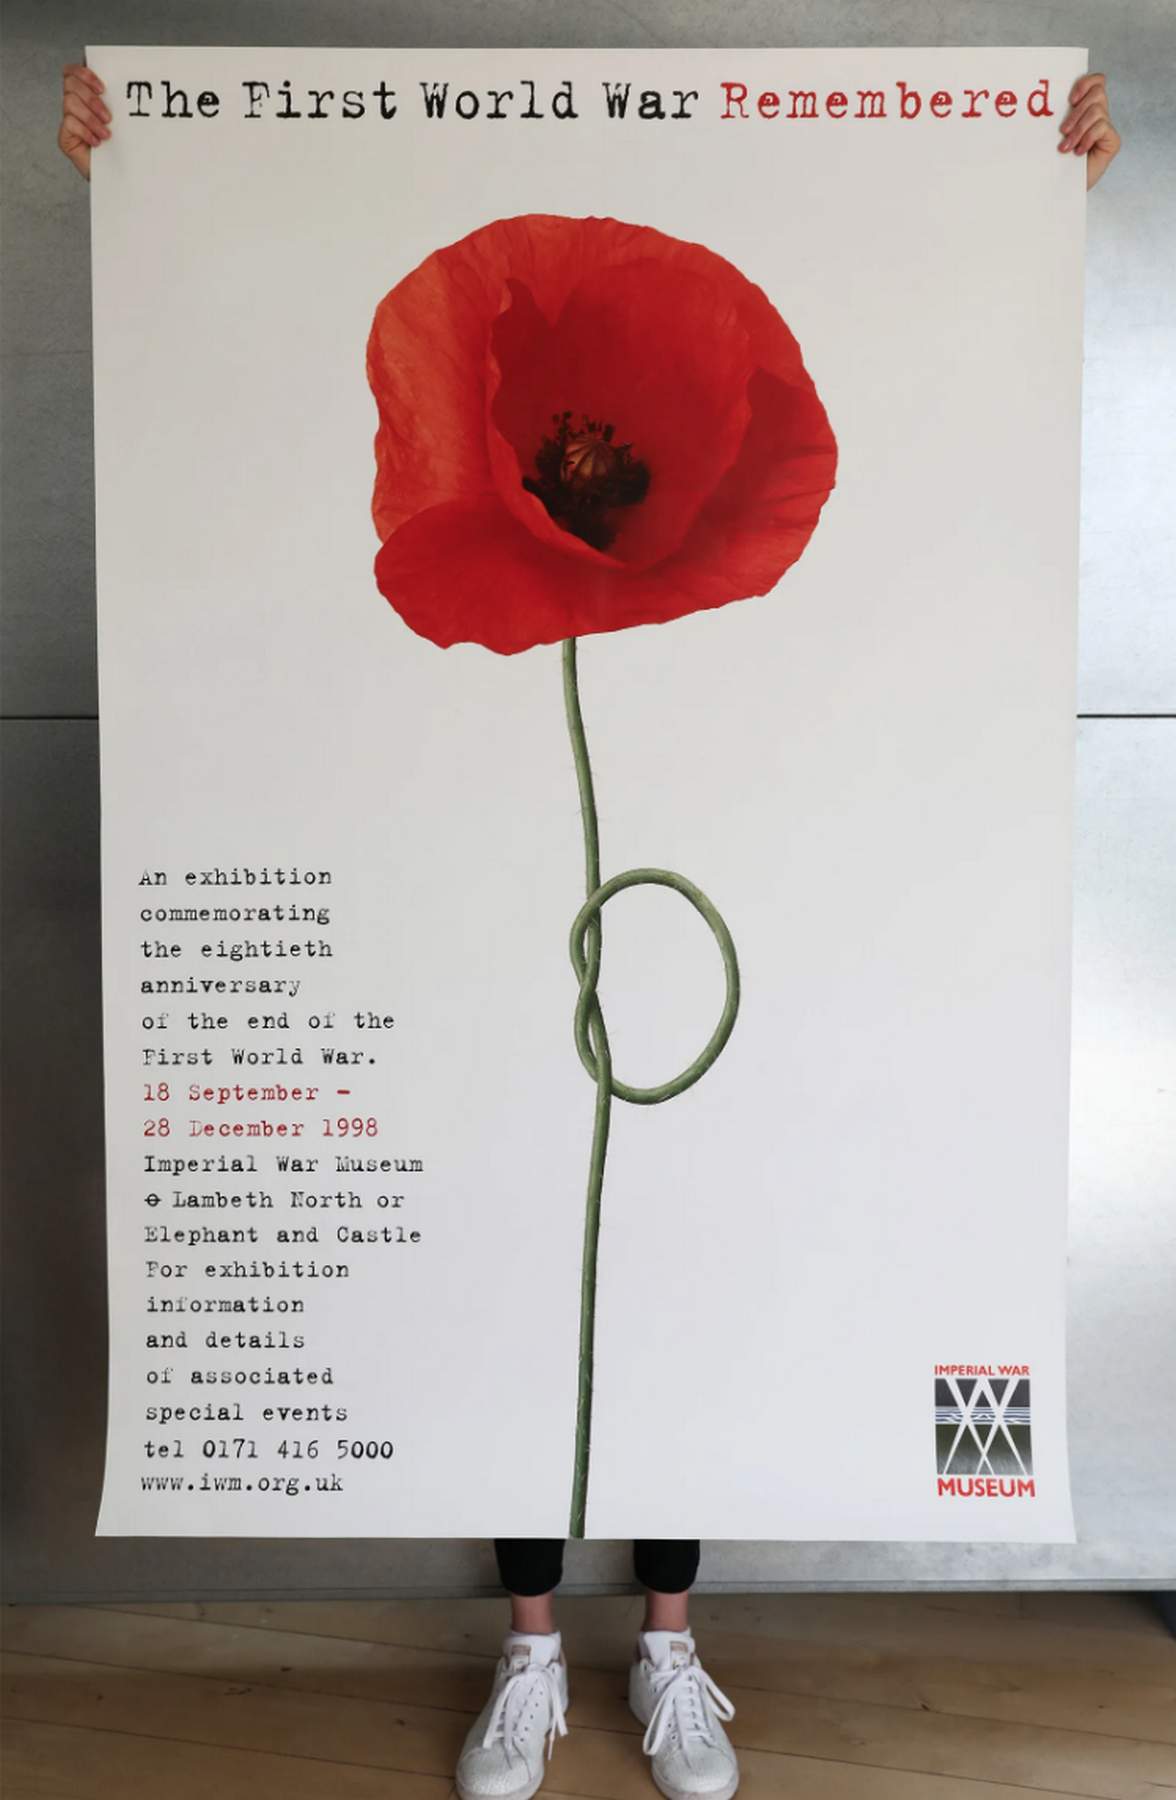 The First World War Remembered
An exhibition
commemorating
the eightieth
anniversary
of the end of the
First World War.
18 September –
28 December 1998
Imperial War Museum
⊖ Lambeth North or
Elephant and Castle
For exhibition
information
and details
of associated
special events
tel 0171 416 5000
www.iwm.org.uk
IMPERIAL WAR
MUSEUM